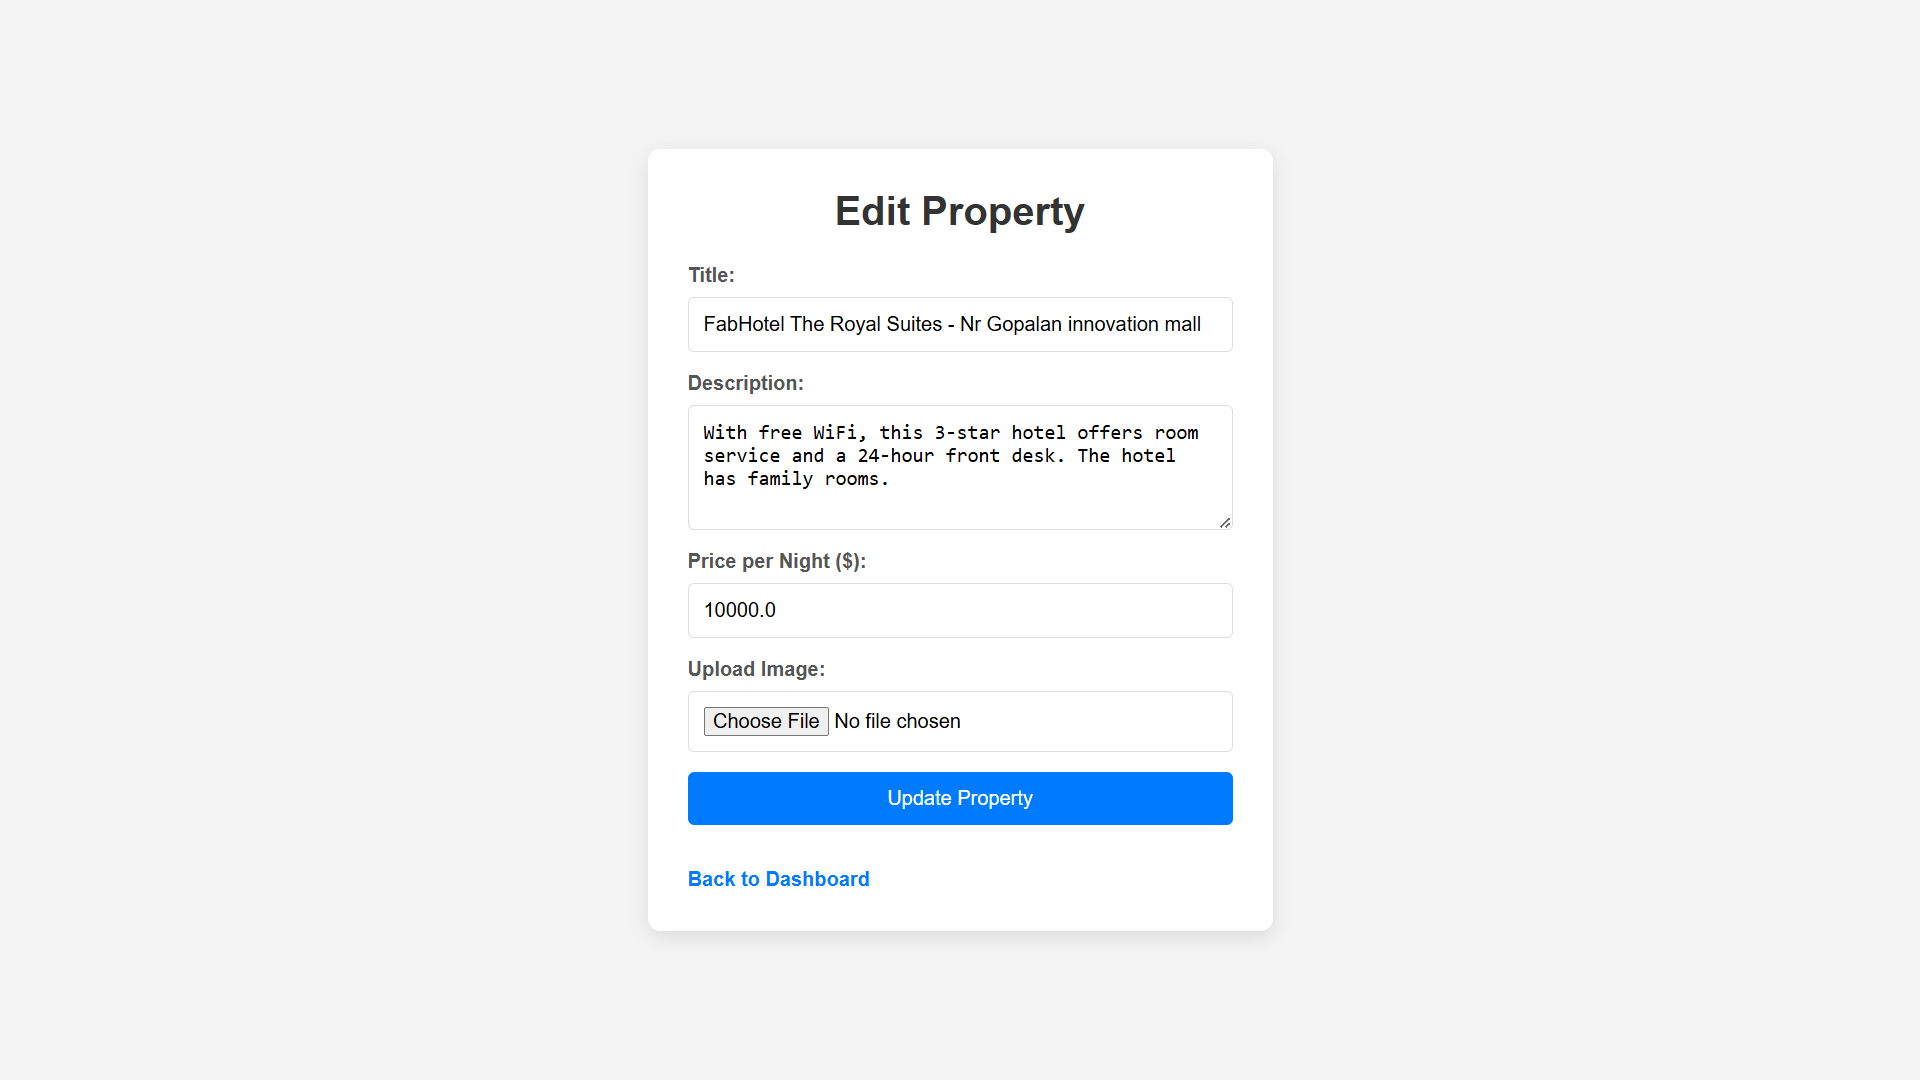 Edit Property
Title:
FabHotel The Royal Suites - Nr Gopalan innovation mall
Description:
With free WiFi, this 3-star hotel offers room
service and a 24-hour front desk. The hotel
has family rooms.
Price per Night ($):
10000.0
Upload Image:
Choose File No file chosen
Update Property
Back to Dashboard